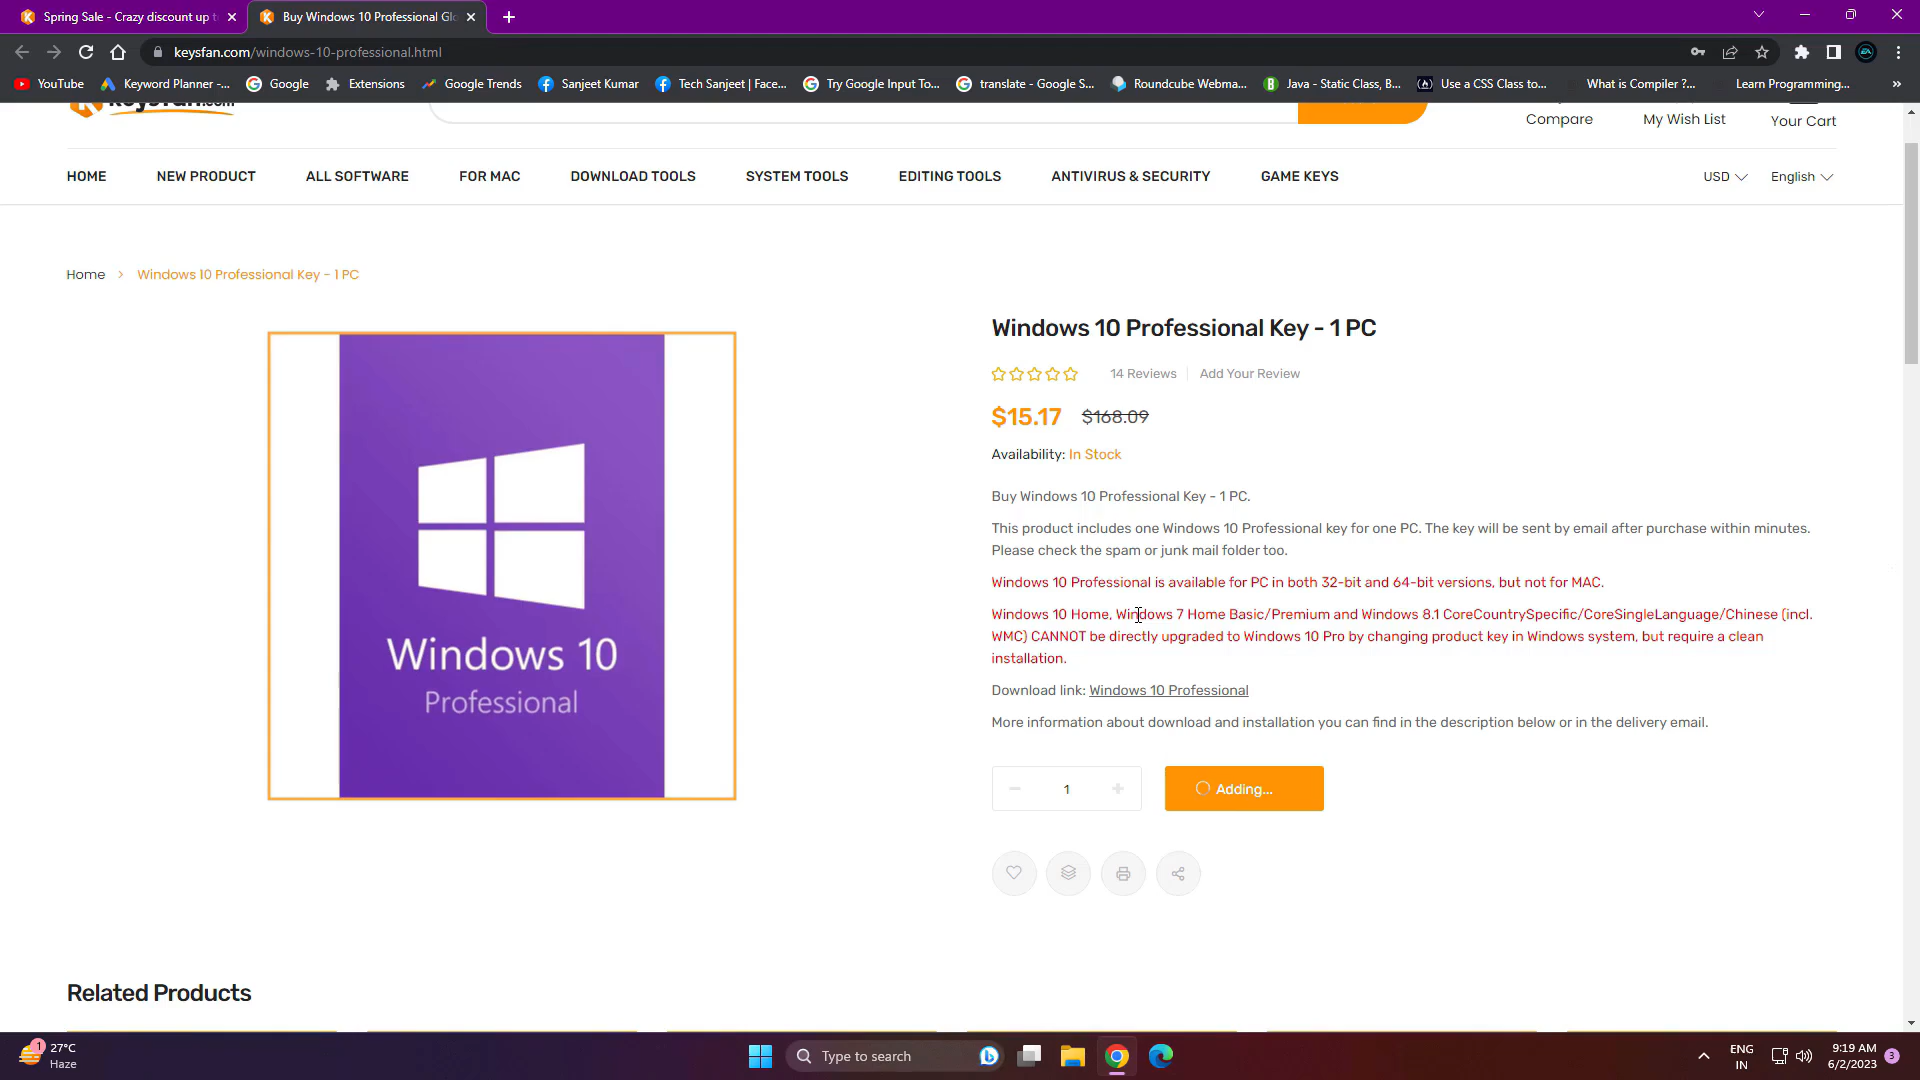 Spring Sale - Crazy discount up t
Buy Windows 10 Professional Glo
keysfan.com/windows-10-professional.html
YouTube
Keyword Planner -...
Google
Extensions
Google Trends
Sanjeet Kumar
Tech Sanjeet | Face...
Try Google Input To...
translate - Google S...
Roundcube Webma...
Java - Static Class, B...
Use a CSS Class to...
What is Compiler ?...
Learn Programming...
»
Compare
My Wish List
Your Cart
HOME
NEW PRODUCT
ALL SOFTWARE
FOR MAC
DOWNLOAD TOOLS
SYSTEM TOOLS
EDITING TOOLS
ANTIVIRUS & SECURITY
GAME KEYS
USD
English
Home > Windows 10 Professional Key - 1 PC
Windows 10
Professional
Windows 10 Professional Key - 1 PC
14 Reviews
Add Your Review
$15.17 $168.09
Availability: In Stock
Buy Windows 10 Professional Key - 1 PC.
This product includes one Windows 10 Professional key for one PC. The key will be sent by email after purchase within minutes.
Please check the spam or junk mail folder too.
Windows 10 Professional is available for PC in both 32-bit and 64-bit versions, but not for MAC.
Windows 10 Home, Windows 7 Home Basic/Premium and Windows 8.1 CoreCountrySpecific/CoreSingleLanguage/Chinese (incl.
WMC) CANNOT be directly upgraded to Windows 10 Pro by changing product key in Windows system, but require a clean
installation.
Download link: Windows 10 Professional
More information about download and installation you can find in the description below or in the delivery email.
1
Adding...
Related Products
1
27°C
Haze
Type to search
ENG
IN
9:19 AM
6/2/2023
3